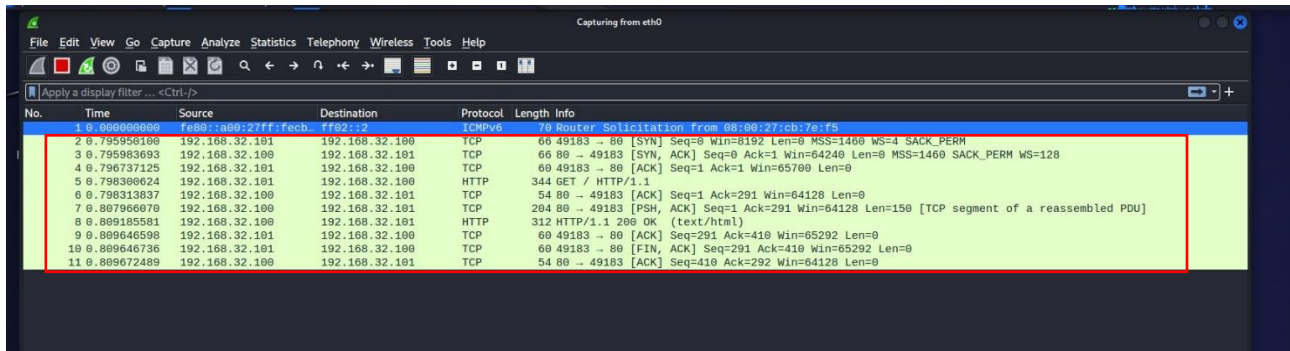 Capturing from eth0
File Edit View Go Capture Analyze Statistics Telephony Wireless Tools Help
Apply a display filter ... <Ctrl-/>
No. Time Source Destination Protocol Length Info
1 0.000000000 fe80::a00:27ff:fecb… ff02::2 ICMPv6 70 Router Solicitation from 08:00:27:cb:7e:f5
2 0.795950100 192.168.32.101 192.168.32.100 TCP 66 49183 → 80 [SYN] Seq=0 Win=8192 Len=0 MSS=1460 WS=4 SACK_PERM
3 0.795983693 192.168.32.100 192.168.32.101 TCP 66 80 → 49183 [SYN, ACK] Seq=0 Ack=1 Win=64240 Len=0 MSS=1460 SACK_PERM WS=128
4 0.796737125 192.168.32.101 192.168.32.100 TCP 60 49183 → 80 [ACK] Seq=1 Ack=1 Win=65700 Len=0
5 0.798300624 192.168.32.101 192.168.32.100 HTTP 344 GET / HTTP/1.1
6 0.798313837 192.168.32.100 192.168.32.101 TCP 54 80 → 49183 [ACK] Seq=1 Ack=291 Win=64128 Len=0
7 0.807966070 192.168.32.100 192.168.32.101 TCP 204 80 → 49183 [PSH, ACK] Seq=1 Ack=291 Win=64128 Len=150 [TCP segment of a reassembled PDU]
8 0.809185581 192.168.32.100 192.168.32.101 HTTP 312 HTTP/1.1 200 OK (text/html)
9 0.809646598 192.168.32.101 192.168.32.100 TCP 60 49183 → 80 [ACK] Seq=291 Ack=410 Win=65292 Len=0
10 0.809646736 192.168.32.101 192.168.32.100 TCP 60 49183 → 80 [FIN, ACK] Seq=291 Ack=410 Win=65292 Len=0
11 0.809672489 192.168.32.100 192.168.32.101 TCP 54 80 → 49183 [ACK] Seq=410 Ack=292 Win=64128 Len=0